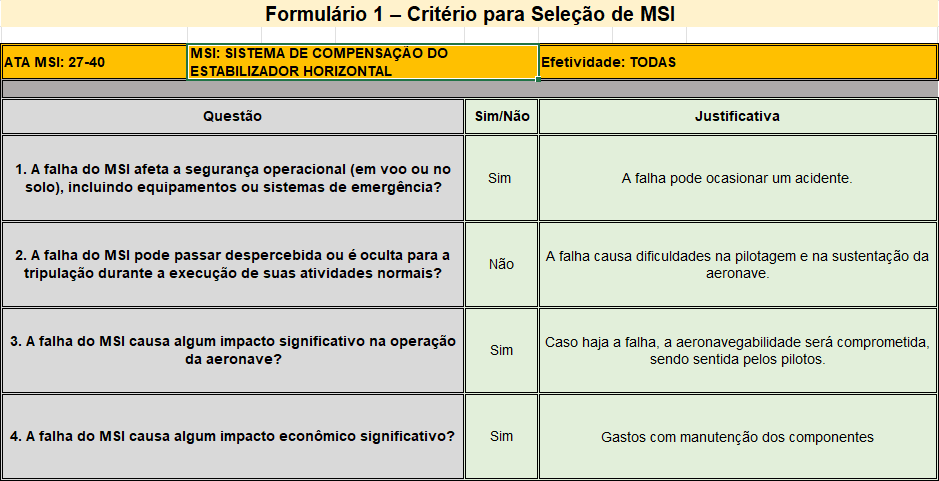 Formulário 1 – Critério para Seleção de MSI
ATA MSI: 27-40
MSI: SISTEMA DE COMPENSAÇÃO DO
ESTABILIZADOR HORIZONTAL
Efetividade: TODAS
Questão
Sim/Não
Justificativa
1. A falha do MSI afeta a segurança operacional (em voo ou no
solo), incluindo equipamentos ou sistemas de emergência?
Sim
A falha pode ocasionar um acidente.
2. A falha do MSI pode passar despercebida ou é oculta para a
tripulação durante a execução de suas atividades normais?
Não
A falha causa dificuldades na pilotagem e na sustentação da
aeronave.
3. A falha do MSI causa algum impacto significativo na operação
da aeronave?
Sim
Caso haja a falha, a aeronavegabilidade será comprometida,
sendo sentida pelos pilotos.
4. A falha do MSI causa algum impacto econômico significativo?
Sim
Gastos com manutenção dos componentes